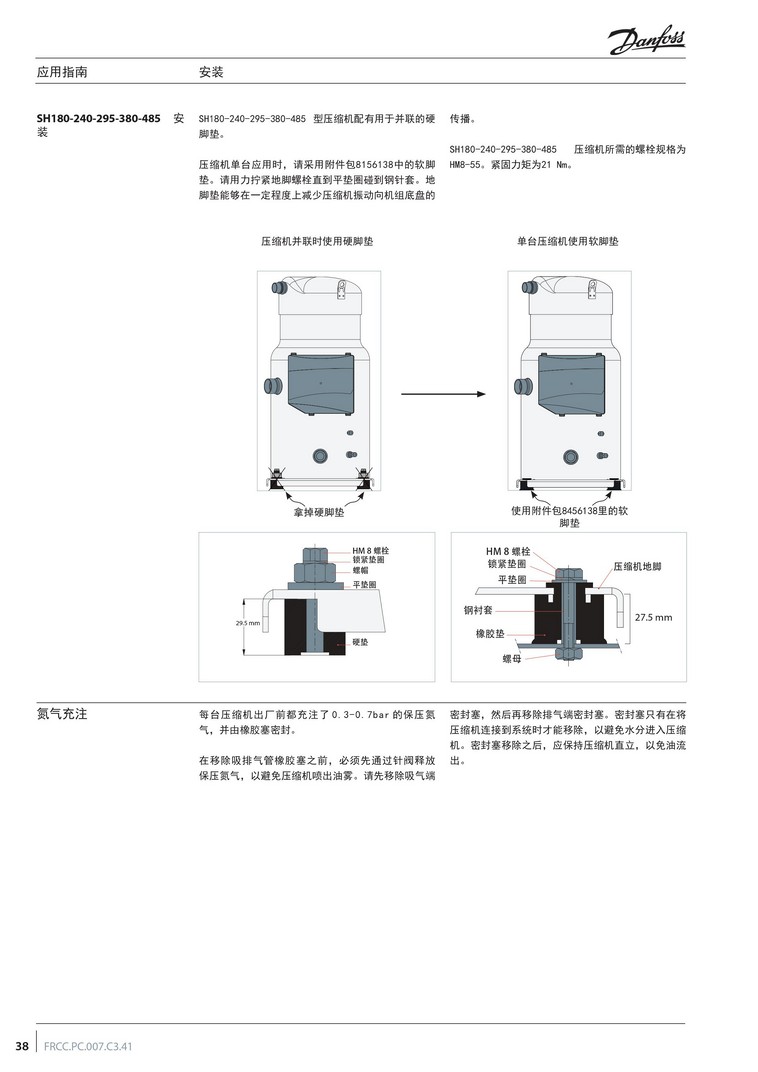 Danfoss
应用指南
安装
SH180-240-295-380-485 安
装
SH180-240-295-380-485 型压缩机配有用于并联的硬
脚垫。
压缩机单台应用时，请采用附件包8156138中的软脚
垫。请用力拧紧地脚螺栓直到平垫圈碰到钢针套。地
脚垫能够在一定程度上减少压缩机振动向机组底盘的
传播。
SH180-240-295-380-485 压缩机所需的螺栓规格为
HM8-55。紧固力矩为21 Nm。
压缩机并联时使用硬脚垫
单台压缩机使用软脚垫
拿掉硬脚垫
使用附件包8456138里的软
脚垫
HM 8 螺栓
锁紧垫圈
螺帽
平垫圈
29.5 mm
硬垫
HM 8 螺栓
锁紧垫圈
平垫圈
压缩机地脚
钢衬套
27.5 mm
橡胶垫
螺母
氮气充注
每台压缩机出厂前都充注了 0.3-0.7bar 的保压氮
气，并由橡胶塞密封。
在移除吸排气管橡胶塞之前，必须先通过针阀释放
保压氮气，以避免压缩机喷出油雾。请先移除吸气端
密封塞，然后再移除排气端密封塞。密封塞只有在将
压缩机连接到系统时才能移除，以避免水分进入压缩
机。密封塞移除之后，应保持压缩机直立，以免油流
出。
38
FRCC.PC.007.C3.41